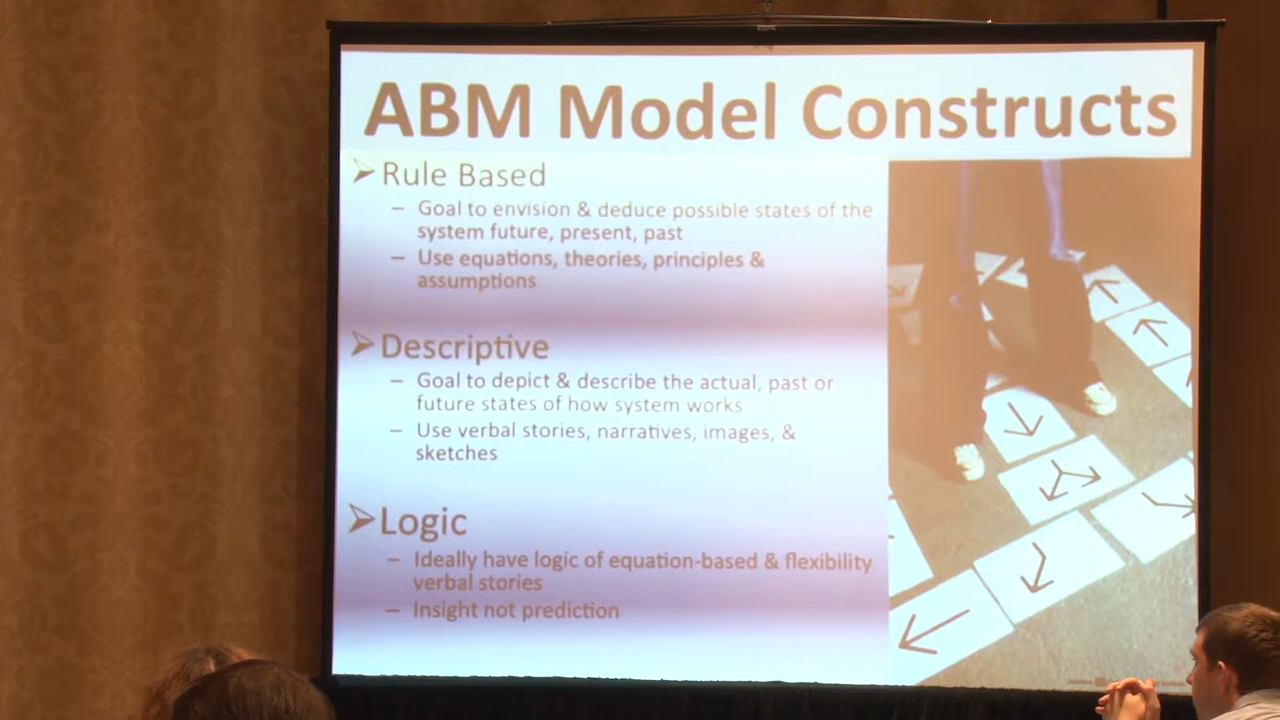 ABM Model Constructs
➢ Rule Based
– Goal to envision & deduce possible states of the
system future, present, past
– Use equations, theories, principles &
assumptions
➢ Descriptive
– Goal to depict & describe the actual, past or
future states of how system works
– Use verbal stories, narratives, images, &
sketches
➢ Logic
– Ideally have logic of equation-based & flexibility
verbal stories
– Insight not prediction